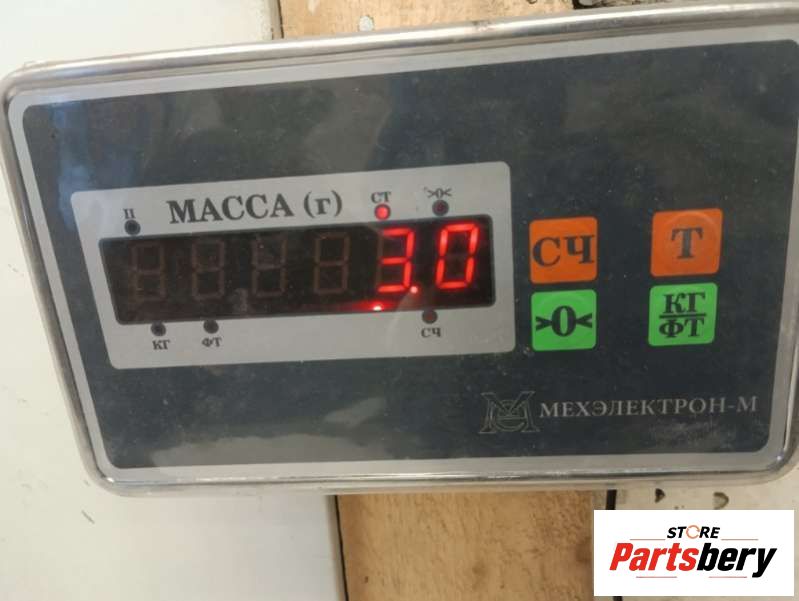 П МАССА (г) СТ >0<
3.0
КГ ФТ СЧ
СЧ Т
>0< КГ/ФТ
МЕХЭЛЕКТРОН-М
STORE
Partsbery